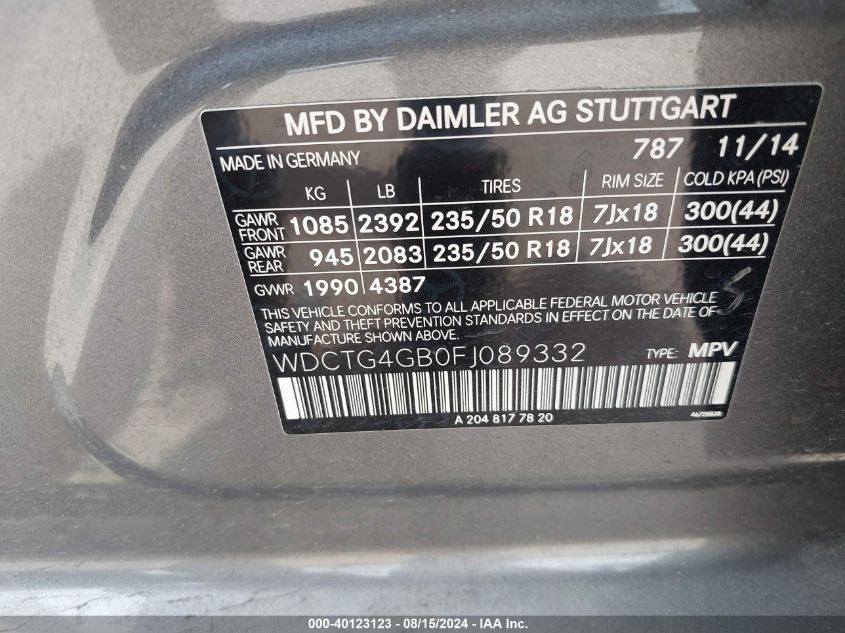 MFD BY DAIMLER AG STUTTGART
MADE IN GERMANY 787 11/14
KG LB TIRES RIM SIZE COLD KPA (PSI)
GAWR FRONT 1085 2392 235/50 R18 7Jx18 300(44)
GAWR REAR 945 2083 235/50 R18 7Jx18 300(44)
GVWR 1990 4387
THIS VEHICLE CONFORMS TO ALL APPLICABLE FEDERAL MOTOR VEHICLE
SAFETY AND THEFT PREVENTION STANDARDS IN EFFECT ON THE DATE OF
MANUFACTURE SHOWN ABOVE.
WDCTG4GB0FJ089332 TYPE: MPV
A 204 817 78 20
000-40123123 - 08/15/2024 - IAA Inc.